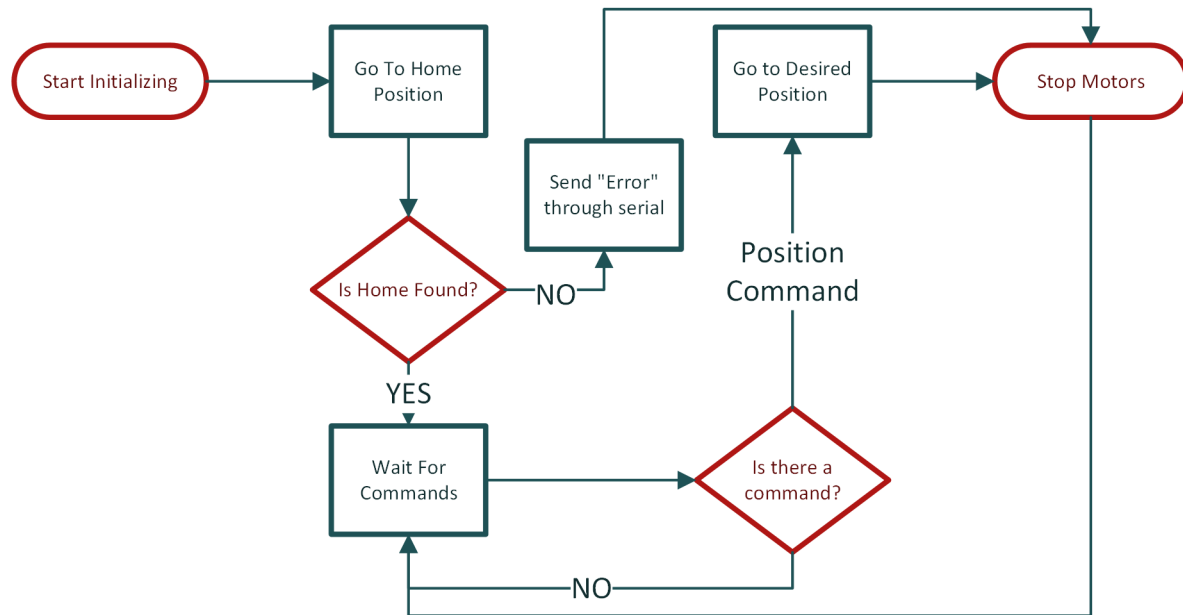 Start Initializing
Go To Home
Position
Go to Desired
Position
Stop Motors
Send "Error"
through serial
Is Home Found?
NO
Position
Command
YES
Wait For
Commands
Is there a
command?
NO